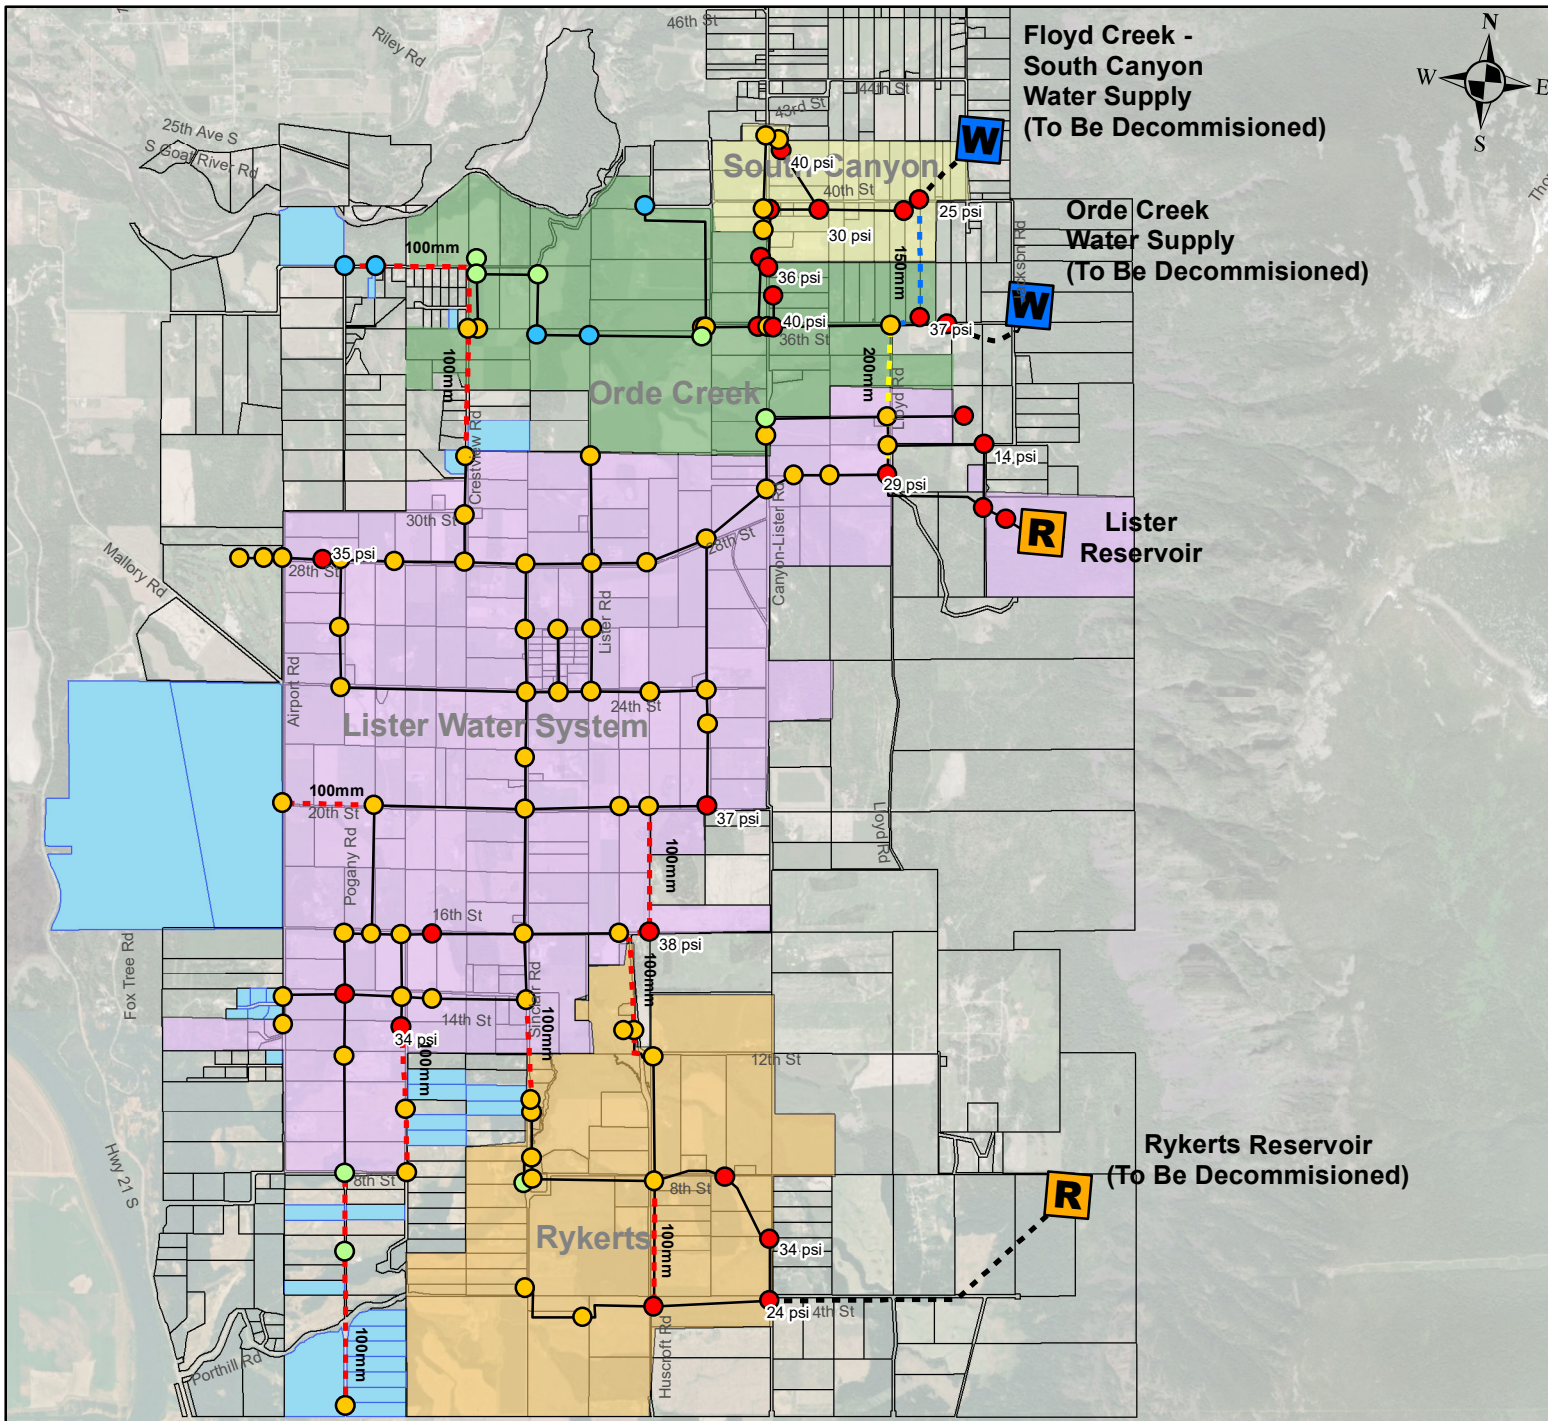 46th St
Riley Rd
Floyd Creek -
South Canyon
Water Supply
(To Be Decommisioned)
N
W
E
S
44th St
43rd St
25th Ave S
S Goat River Rd
W
South Canyon
40 psi
40th St
25 psi
30 psi
Orde Creek
Water Supply
(To Be Decommisioned)
100mm
150mm
36 psi
W
40 psi
37 psi
36th St
100mm
200mm
Lloyd Rd
Orde Creek
Crestview Rd
14 psi
29 psi
30th St
Canyon-Lister Rd
R
Lister
Reservoir
28th St
35 psi
28th St
Mallory Rd
Lister Rd
Airport Rd
24th St
Lister Water System
100mm
20th St
37 psi
Lloyd Rd
Pogany Rd
100mm
16th St
38 psi
Fox Tree Rd
Sinclair Rd
100mm
14th St
34 psi
100mm
100mm
12th St
Hwy 21 S
8th St
8th St
Rykerts Reservoir
(To Be Decommisioned)
R
Rykerts
100mm
34 psi
24 psi
4th St
100mm
Porthill Rd
Huscroft Rd